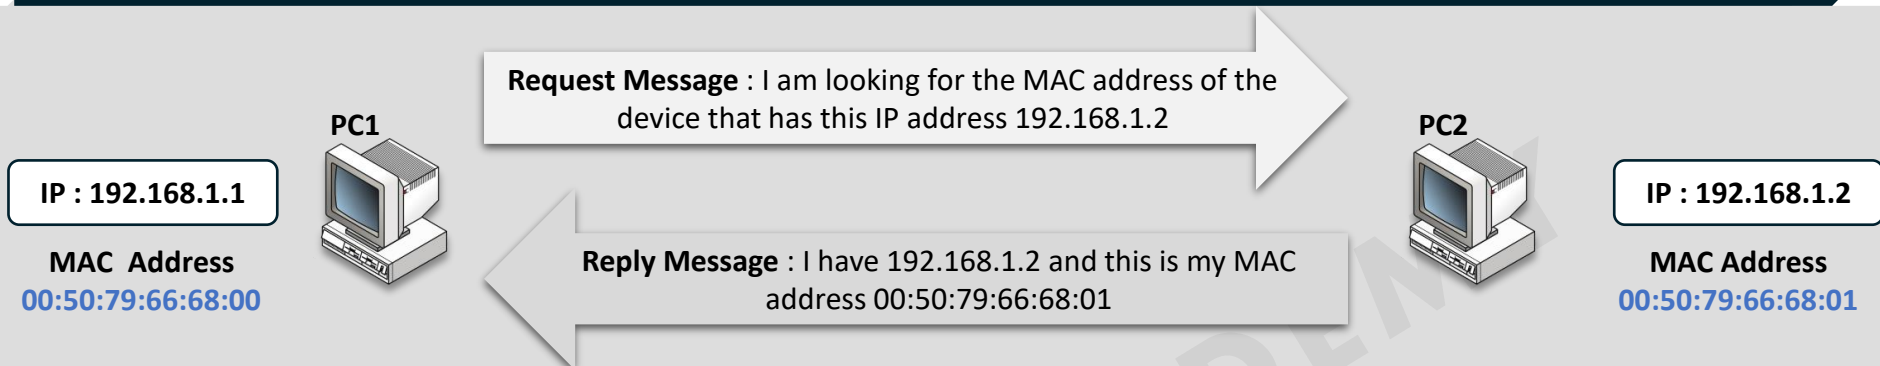 Request Message : I am looking for the MAC address of the
device that has this IP address 192.168.1.2
PC1
PC2
IP : 192.168.1.1
IP : 192.168.1.2
Reply Message : I have 192.168.1.2 and this is my MAC
address 00:50:79:66:68:01
MAC Address
00:50:79:66:68:00
MAC Address
00:50:79:66:68:01